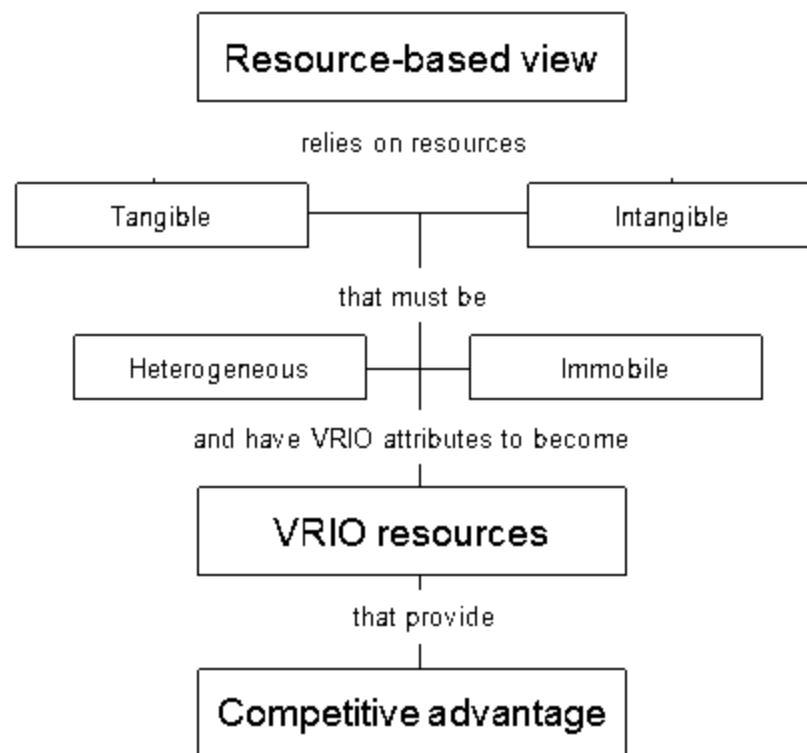 Resource-based view
relies on resources
Tangible
Intangible
that must be
Heterogeneous
Immobile
and have VRIO attributes to become
VRIO resources
that provide
Competitive advantage